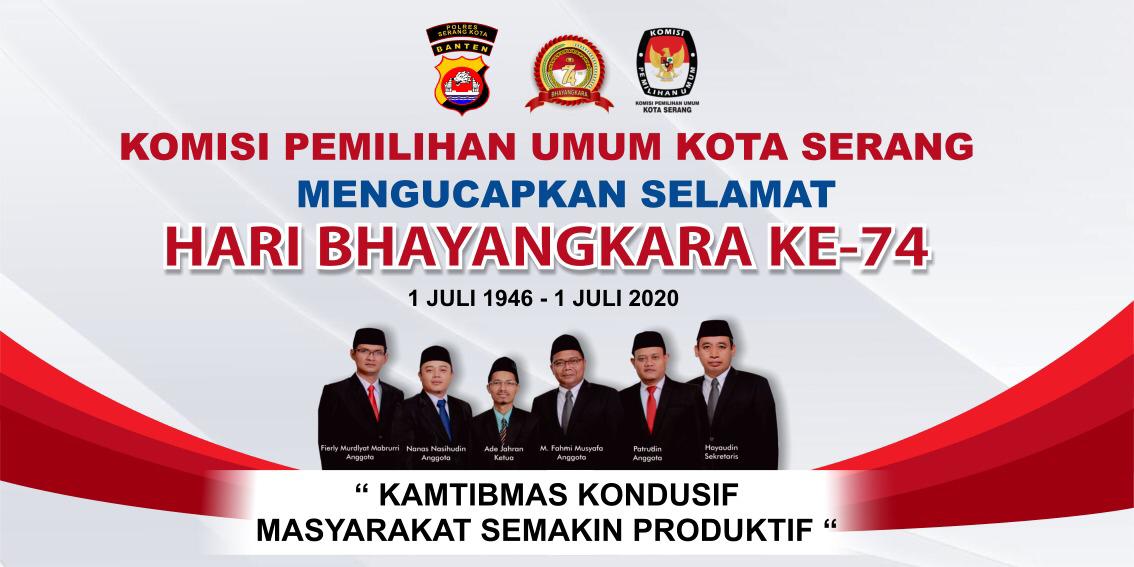 POLRES
SERANG KOTA
BANTEN
74
BHAYANGKARA
KOMISI
PEMILIHAN UMUM
KOMISI PEMILIHAN UMUM
KOTA SERANG
KOMISI PEMILIHAN UMUM KOTA SERANG
MENGUCAPKAN SELAMAT
HARI BHAYANGKARA KE-74
1 JULI 1946 - 1 JULI 2020
Fierly Murdlyat Mabrurri
Anggota
Nanas Nasihudin
Anggota
Ade Jahran
Ketua
M. Fahmi Musyafa
Anggota
Patrudin
Anggota
Hayaudin
Sekretaris
“ KAMTIBMAS KONDUSIF
MASYARAKAT SEMAKIN PRODUKTIF “